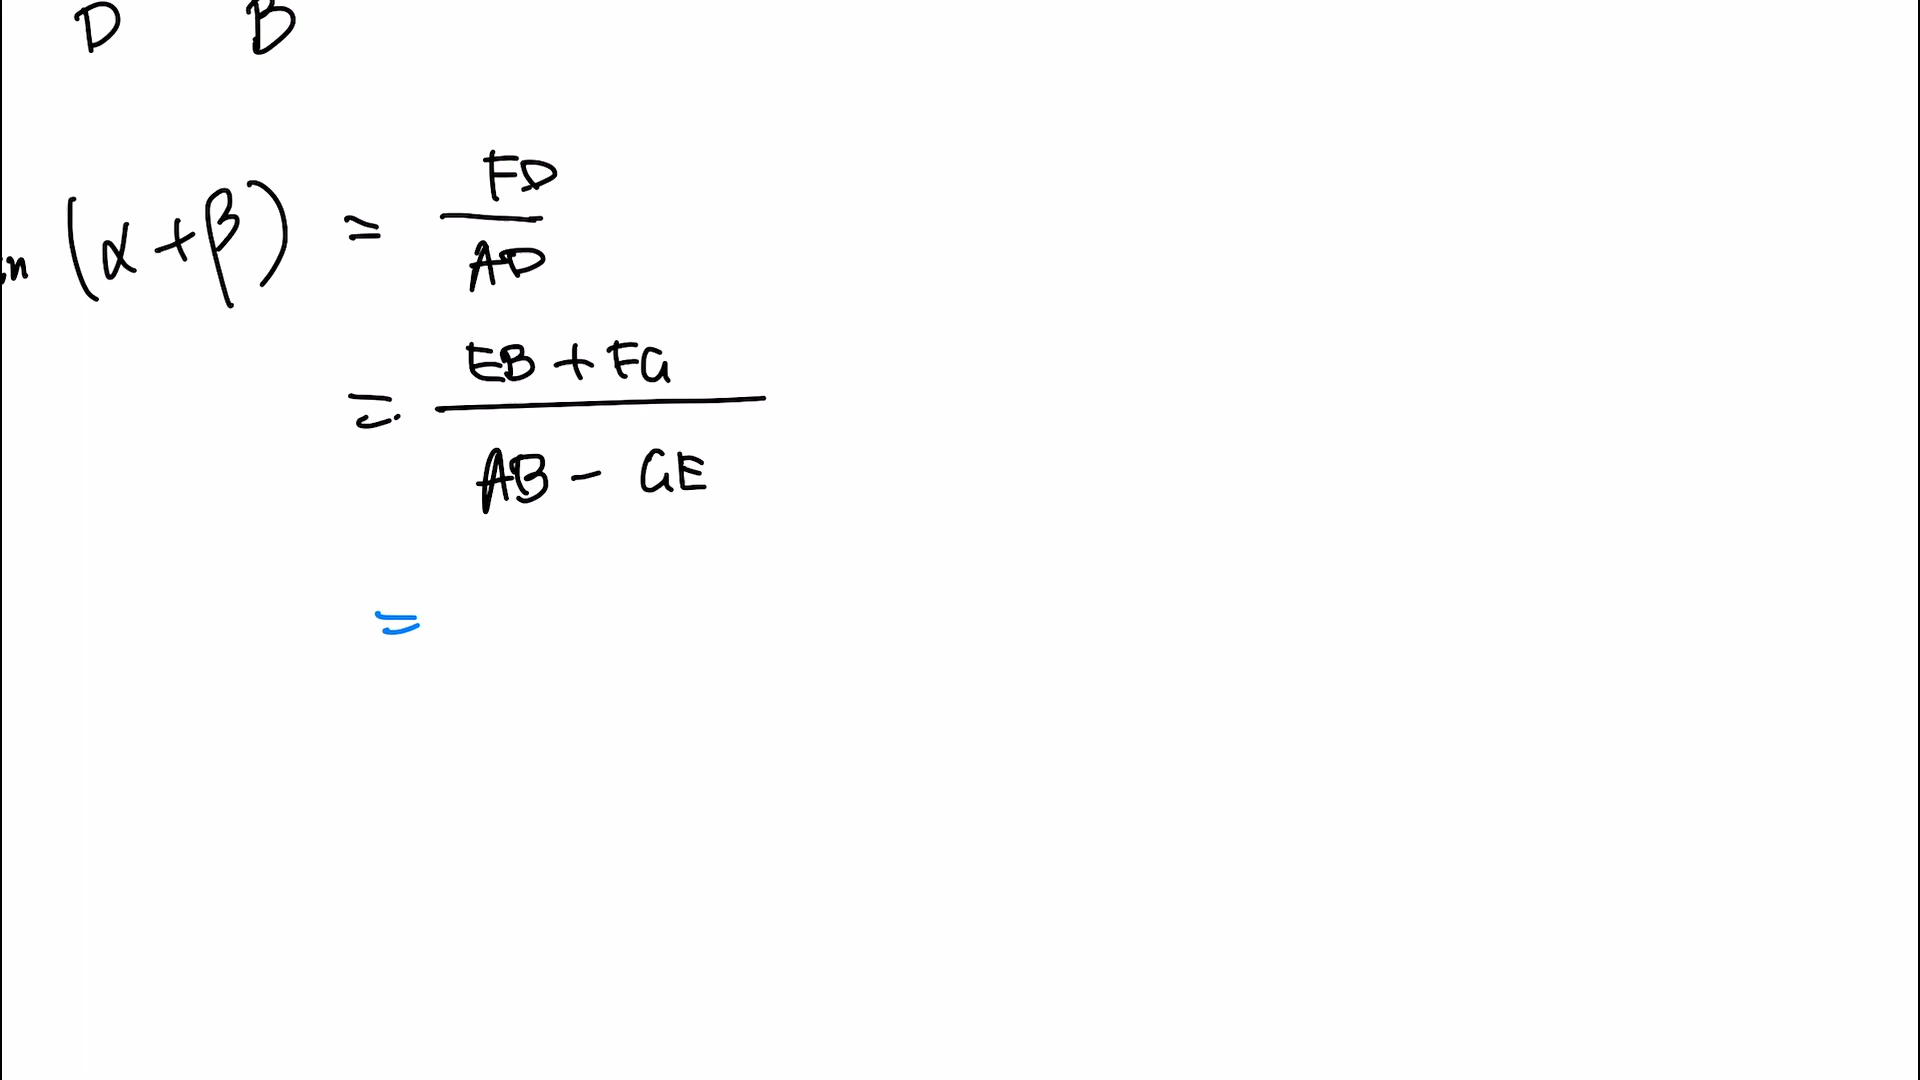 D B
n (α+β) = FD / AD
= EB + FG / AB - GE
=